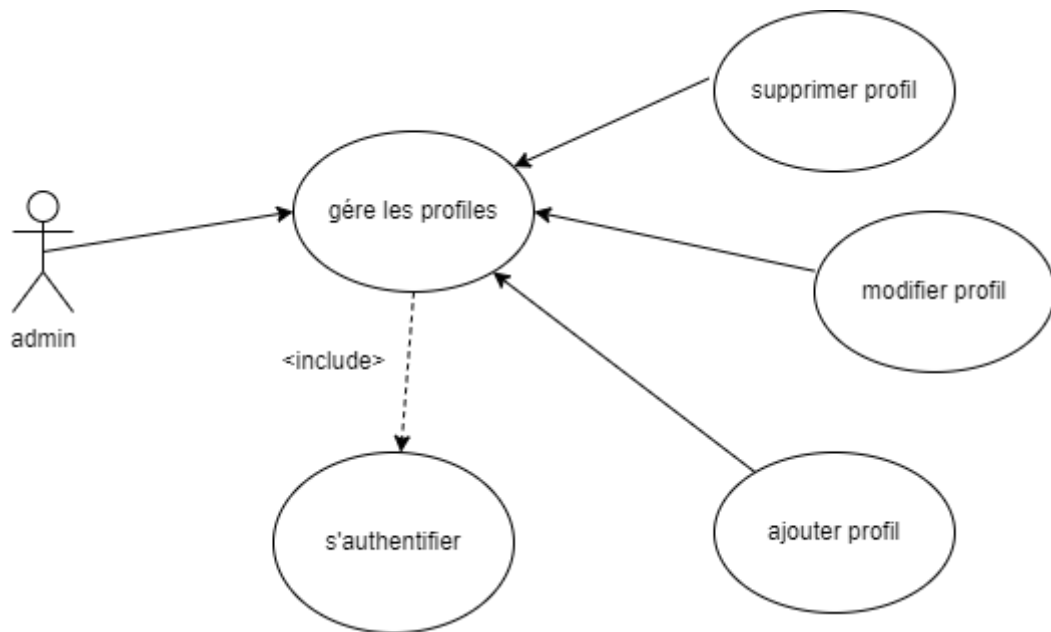 supprimer profil
gére les profiles
modifier profil
admin
<include>
s'authentifier
ajouter profil